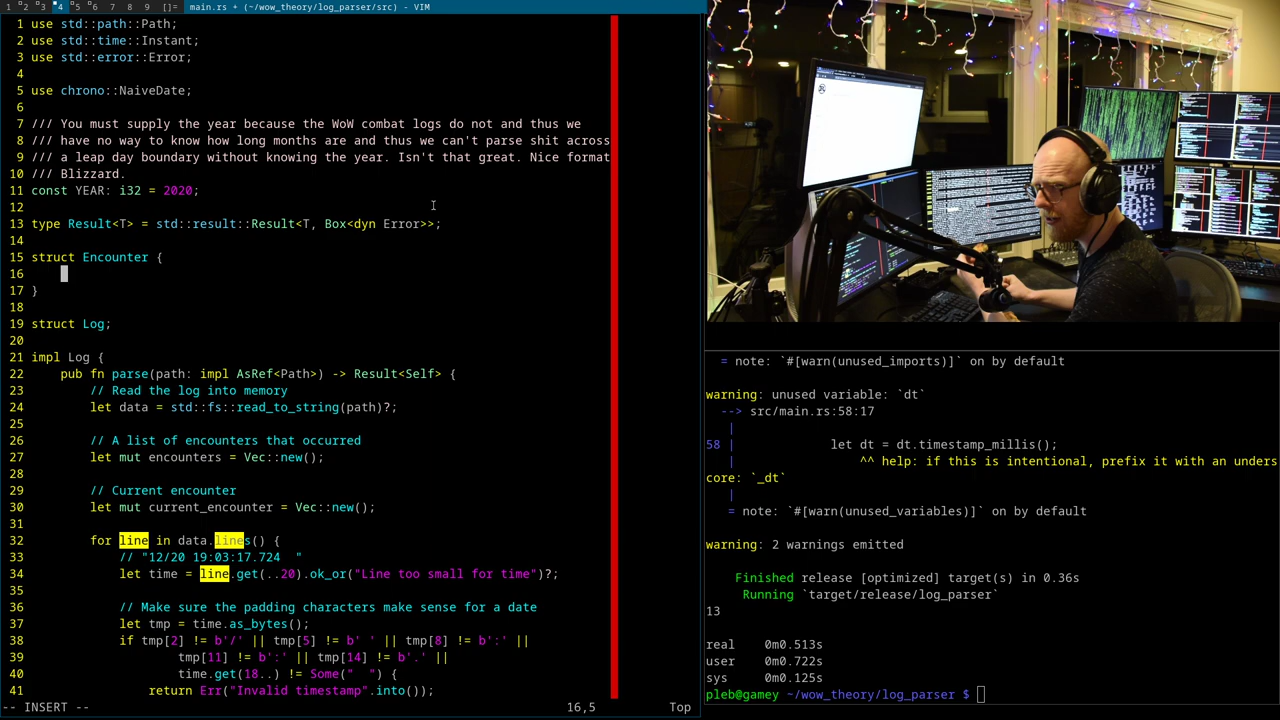 1 2 3 4 5 6 7 8 9 []= main.rs + (~/wow_theory/log_parser/src) - VIM
1 use std::path::Path;
2 use std::time::Instant;
3 use std::error::Error;
4
5 use chrono::NaiveDate;
6
7 /// You must supply the year because the WoW combat logs do not and thus we
8 /// have no way to know how long months are and thus we can't parse shit across
9 /// a leap day boundary without knowing the year. Isn't that great. Nice format
10 /// Blizzard.
11 const YEAR: i32 = 2020;
12
13 type Result<T> = std::result::Result<T, Box<dyn Error>>;
14
15 struct Encounter {
16
17 }
18
19 struct Log;
20
21 impl Log {
22     pub fn parse(path: impl AsRef<Path>) -> Result<Self> {
23         // Read the log into memory
24         let data = std::fs::read_to_string(path)?;
25
26         // A list of encounters that occurred
27         let mut encounters = Vec::new();
28
29         // Current encounter
30         let mut current_encounter = Vec::new();
31
32         for line in data.lines() {
33             // "12/20 19:03:17.724  "
34             let time = line.get(..20).ok_or("Line too small for time")?;
35
36             // Make sure the padding characters make sense for a date
37             let tmp = time.as_bytes();
38             if tmp[2] != b'/' || tmp[5] != b' ' || tmp[8] != b':' ||
39                     tmp[11] != b':' || tmp[14] != b'.' ||
40                     time.get(18..) != Some("  ") {
41                 return Err("Invalid timestamp".into());
-- INSERT -- 16,5 Top
= note: `#[warn(unused_imports)]` on by default
warning: unused variable: `dt`
--> src/main.rs:58:17
|
58 | let dt = dt.timestamp_millis();
| ^^ help: if this is intentional, prefix it with an unders
core: `_dt`
|
= note: `#[warn(unused_variables)]` on by default
warning: 2 warnings emitted
Finished release [optimized] target(s) in 0.36s
Running `target/release/log_parser`
13
real 0m0.513s
user 0m0.722s
sys 0m0.125s
pleb@gamey ~/wow_theory/log_parser $